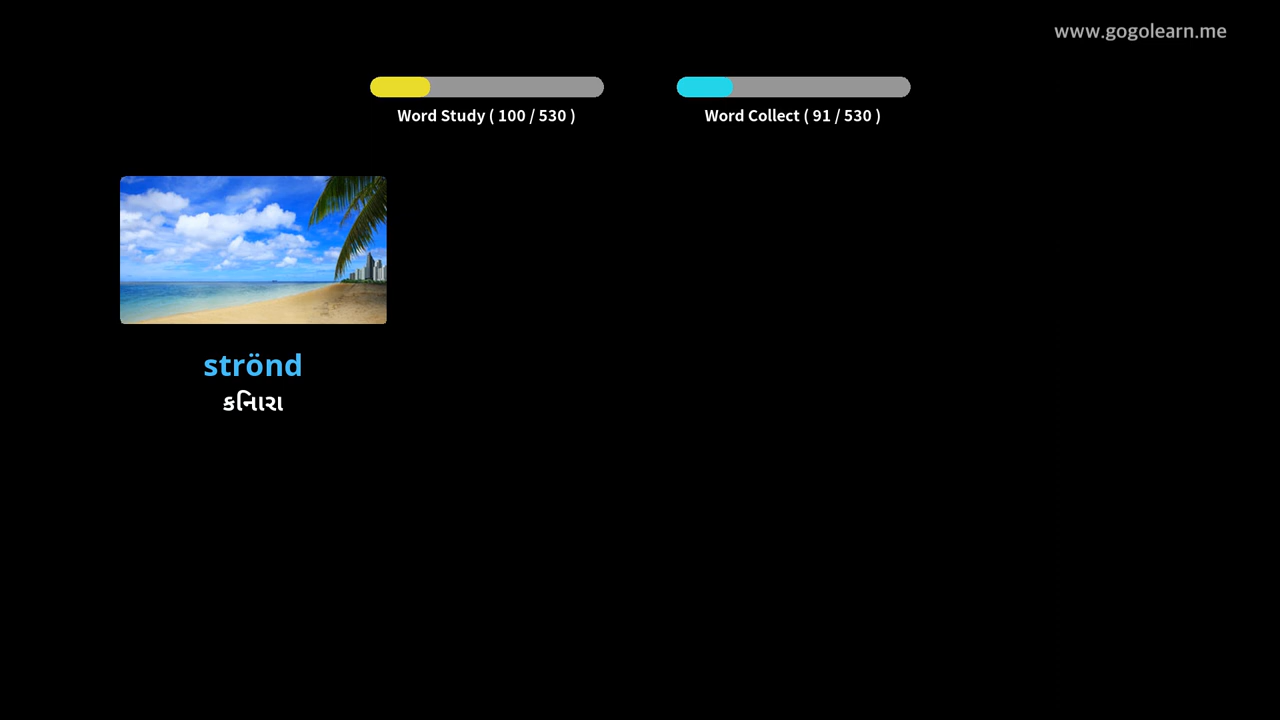 www.gogolearn.me
Word Study ( 100 / 530 )
Word Collect ( 91 / 530 )
strönd
કિનારા